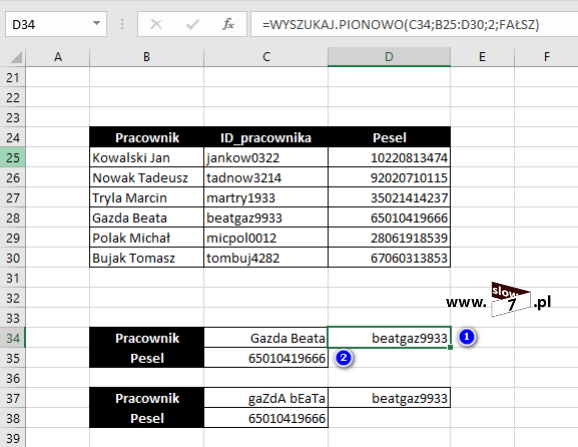 D34 fx =WYSZUKAJ.PIONOWO(C34;B25:D30;2;FAŁSZ)
A B C D E F
21
22
23
24 Pracownik ID_pracownika Pesel
25 Kowalski Jan jankow0322 10220813474
26 Nowak Tadeusz tadnow3214 92020710115
27 Tryla Marcin martry1933 35021414237
28 Gazda Beata beatgaz9933 65010419666
29 Polak Michał micpol0012 28061918539
30 Bujak Tomasz tombuj4282 67060313853
31
32 www.slow7.pl
33
34 Pracownik Gazda Beata beatgaz9933 1
35 Pesel 65010419666 2
36
37 Pracownik gaZdA bEaTa beatgaz9933
38 Pesel 65010419666
39